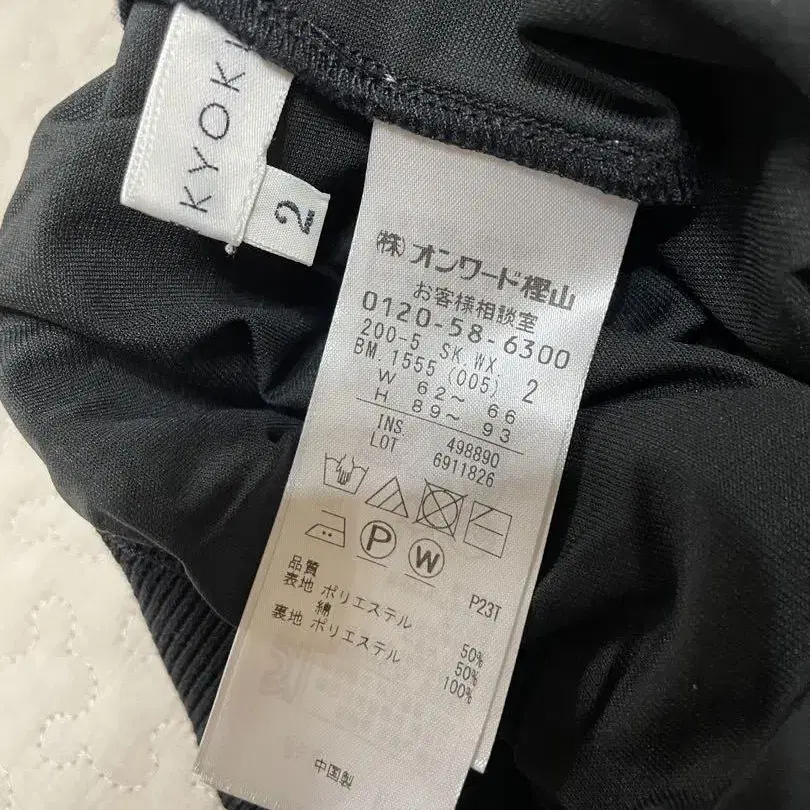 KYOKU
2
(株)オンワード樫山
お客様相談室
0120-58-6300
200-5 SK.WX.
BM.1555(005) 2
W 62～ 66
H 89～ 93
INS 498890
LOT 6911826
P W
P23T
品質
表地 ポリエステル 50%
綿 50%
裏地 ポリエステル 100%
中国製